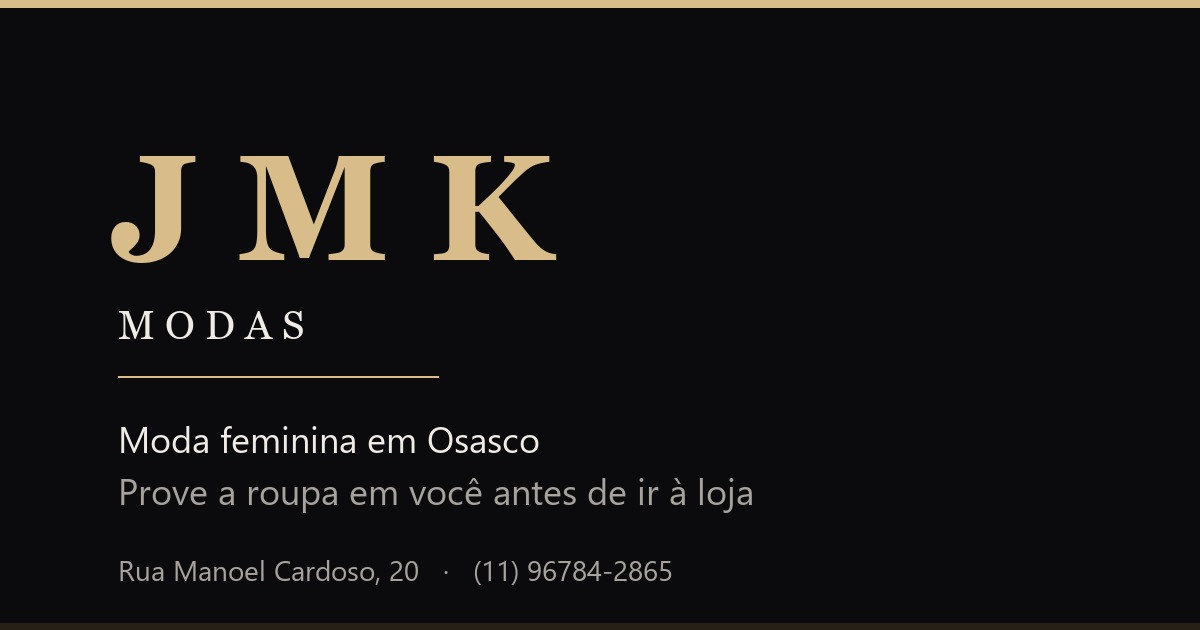 J M K
MODAS
Moda feminina em Osasco
Prove a roupa em você antes de ir à loja
Rua Manoel Cardoso, 20 · (11) 96784-2865